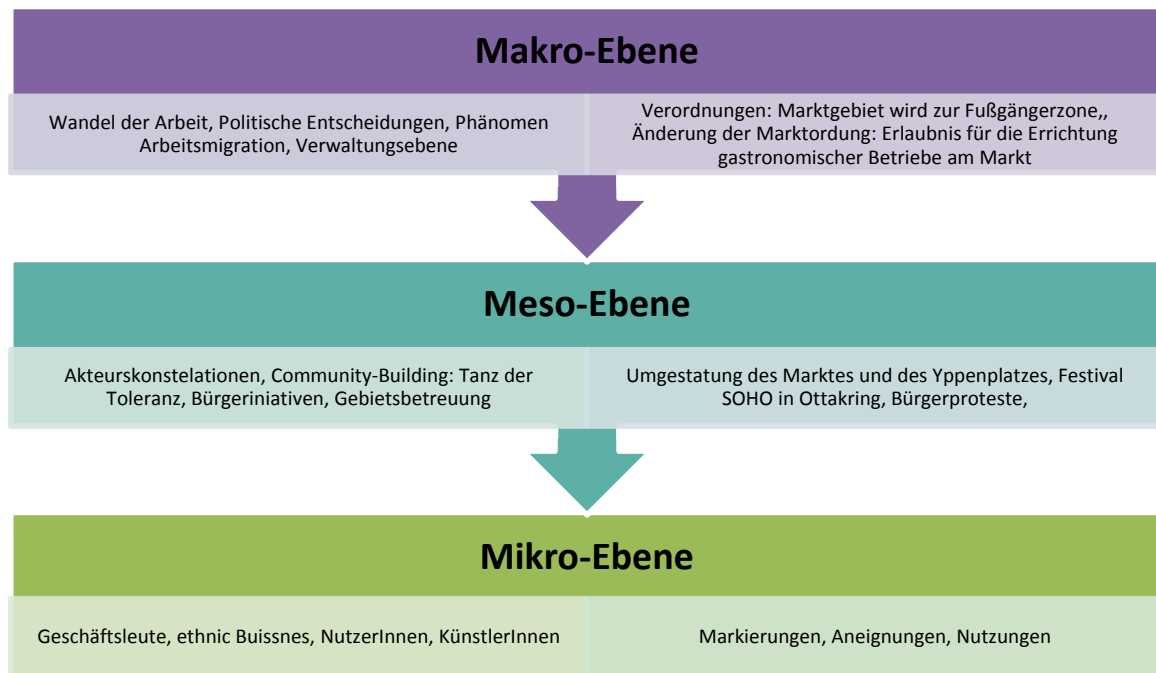 Makro-Ebene
Wandel der Arbeit, Politische Entscheidungen, Phänomen
Arbeitsmigration, Verwaltungsebene
Verordnungen: Marktgebiet wird zur Fußgängerzone,,
Änderung der Marktordung: Erlaubnis für die Errichtung
gastronomischer Betriebe am Markt
Meso-Ebene
Akteurskonstelationen, Community-Building: Tanz der
Toleranz, Bürgeriniativen, Gebietsbetreuung
Umgestatung des Marktes und des Yppenplatzes, Festival
SOHO in Ottakring, Bürgerproteste,
Mikro-Ebene
Geschäftsleute, ethnic Buissnes, NutzerInnen, KünstlerInnen
Markierungen, Aneignungen, Nutzungen